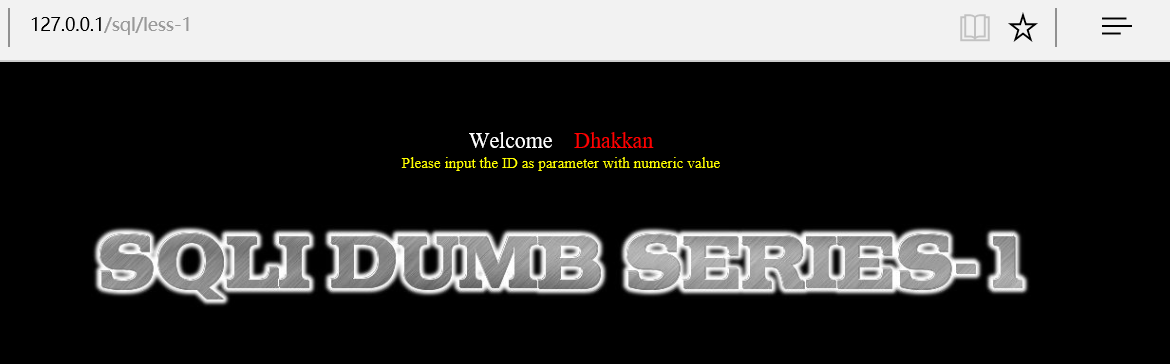 127.0.0.1/sql/less-1
Welcome Dhakkan
Please input the ID as parameter with numeric value
SQLI DUMB SERIES-1